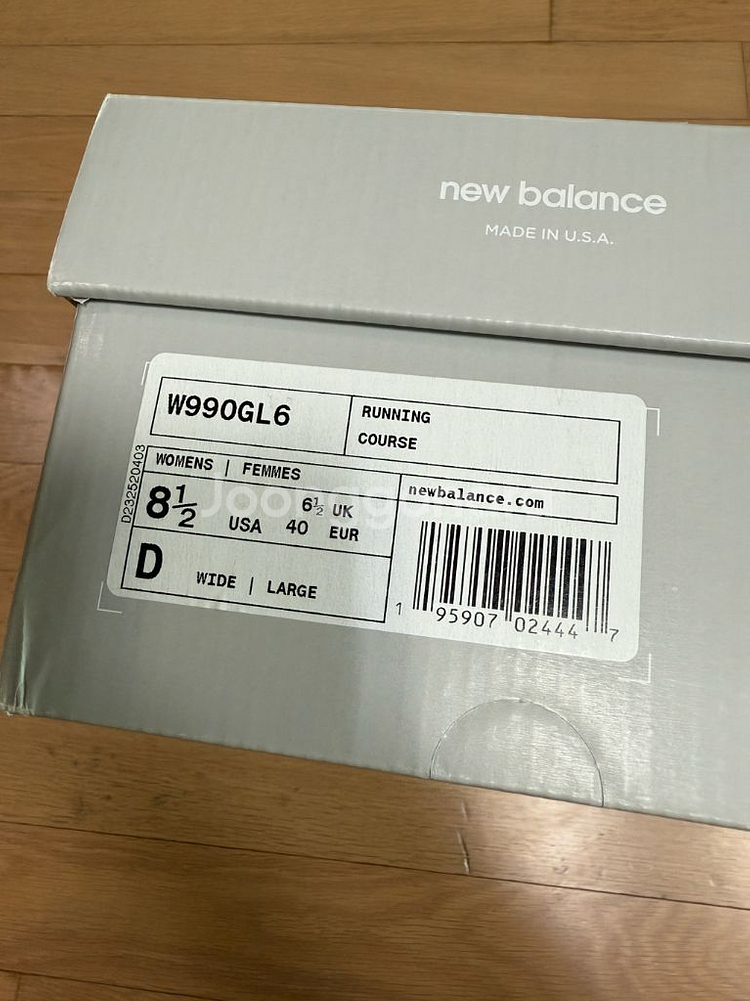 new balance
MADE IN U.S.A.
W990GL6
RUNNING
COURSE
D232520403
WOMENS | FEMMES
newbalance.com
8½ USA
6½ UK
40 EUR
D WIDE | LARGE
1 95907 02444 7